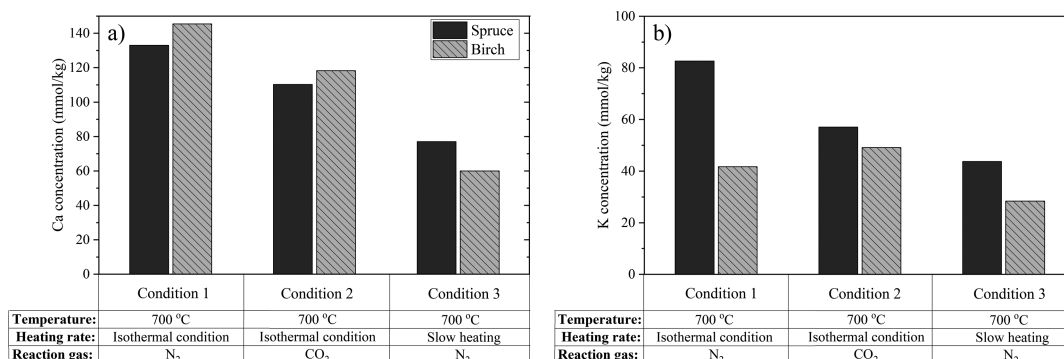 a)
Spruce
Birch
Ca concentration (mmol/kg)
140
120
100
80
60
40
20
0
Condition 1 Condition 2 Condition 3
Temperature: 700 °C 700 °C 700 °C
Heating rate: Isothermal condition Isothermal condition Slow heating
Reaction gas: N₂ CO₂ N₂
b)
K concentration (mmol/kg)
100
80
60
40
20
0
Condition 1 Condition 2 Condition 3
Temperature: 700 °C 700 °C 700 °C
Heating rate: Isothermal condition Isothermal condition Slow heating
Reaction gas: N₂ CO₂ N₂